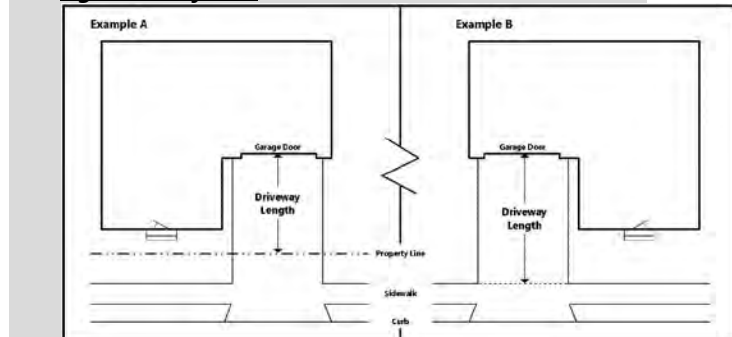 Example A
Example B
Garage Door
Garage Door
Driveway
Length
Driveway
Length
Property Line
Sidewalk
Curb